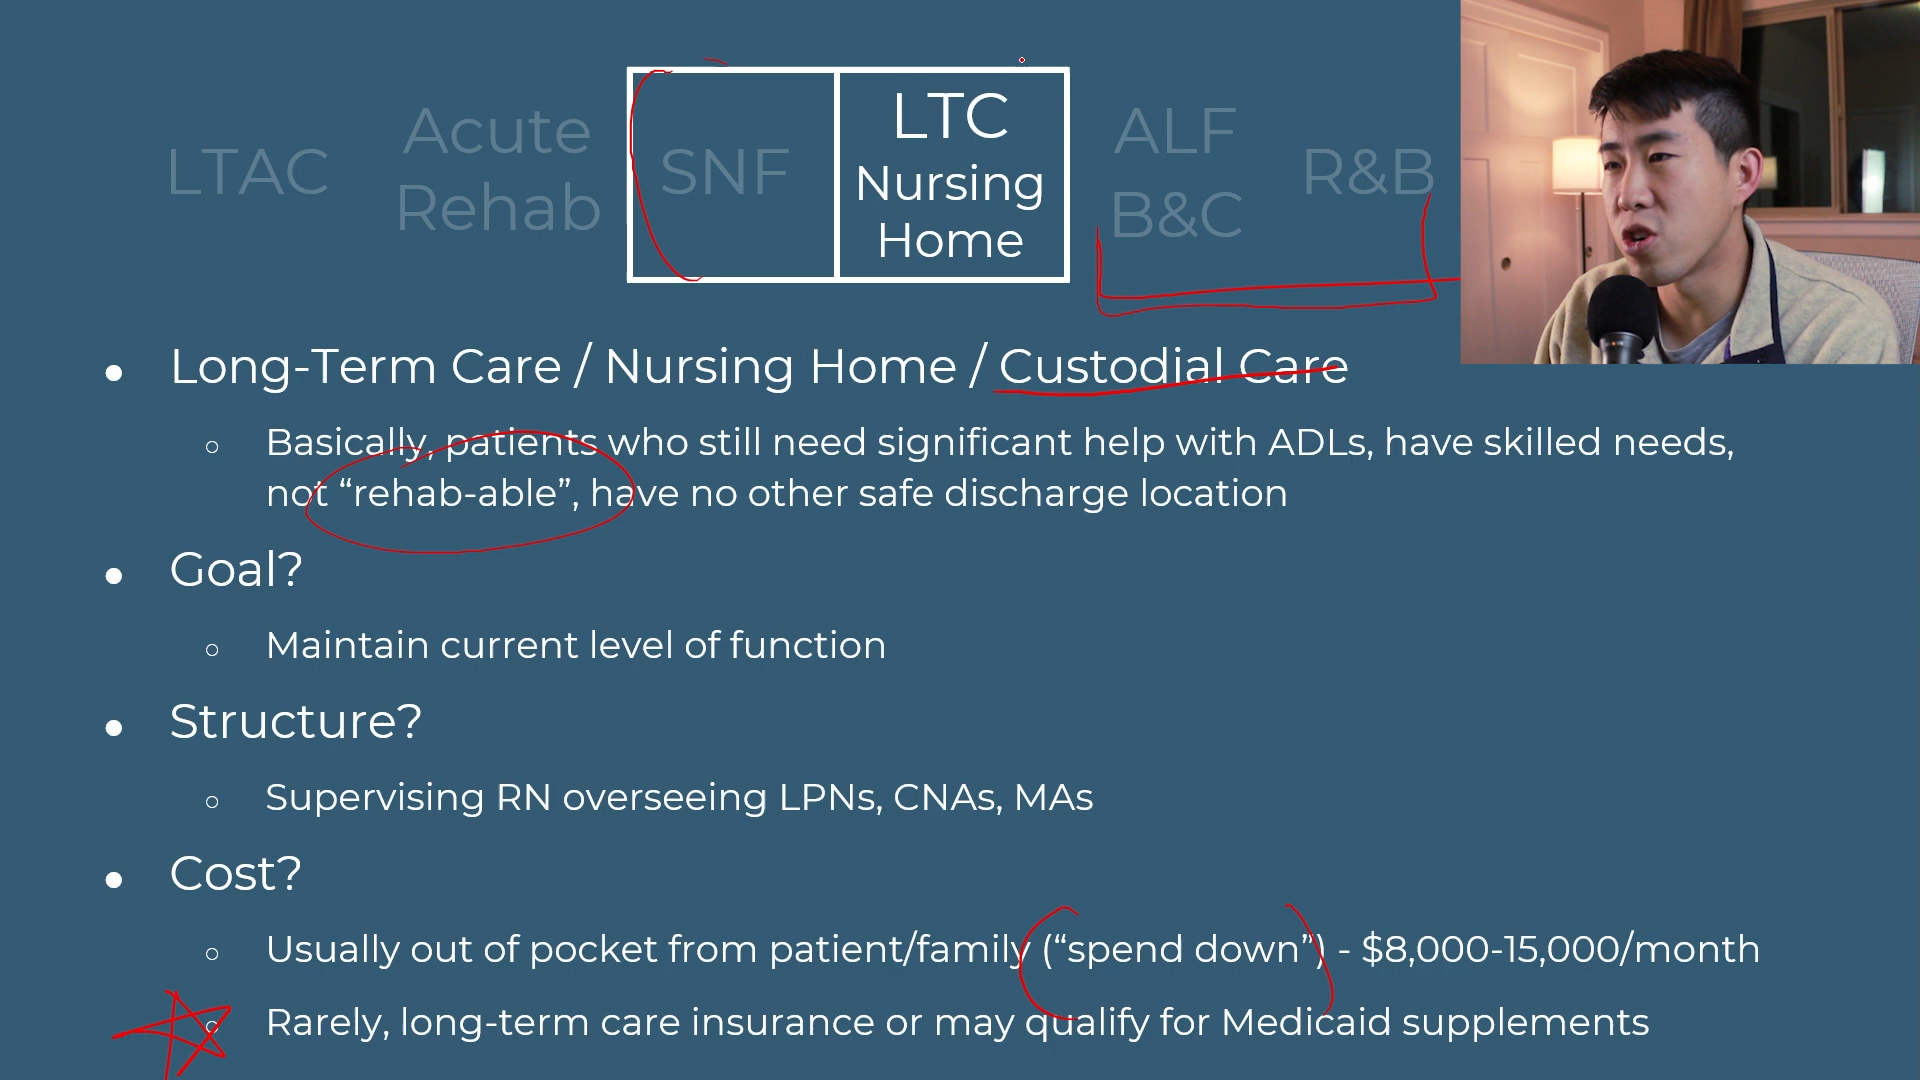 LTAC
Acute
Rehab
SNF
LTC
Nursing
Home
ALF
B&C
R&B
● Long-Term Care / Nursing Home / Custodial Care
○ Basically, patients who still need significant help with ADLs, have skilled needs,
not “rehab-able”, have no other safe discharge location
● Goal?
○ Maintain current level of function
● Structure?
○ Supervising RN overseeing LPNs, CNAs, MAs
● Cost?
○ Usually out of pocket from patient/family (“spend down”) - $8,000-15,000/month
○ Rarely, long-term care insurance or may qualify for Medicaid supplements